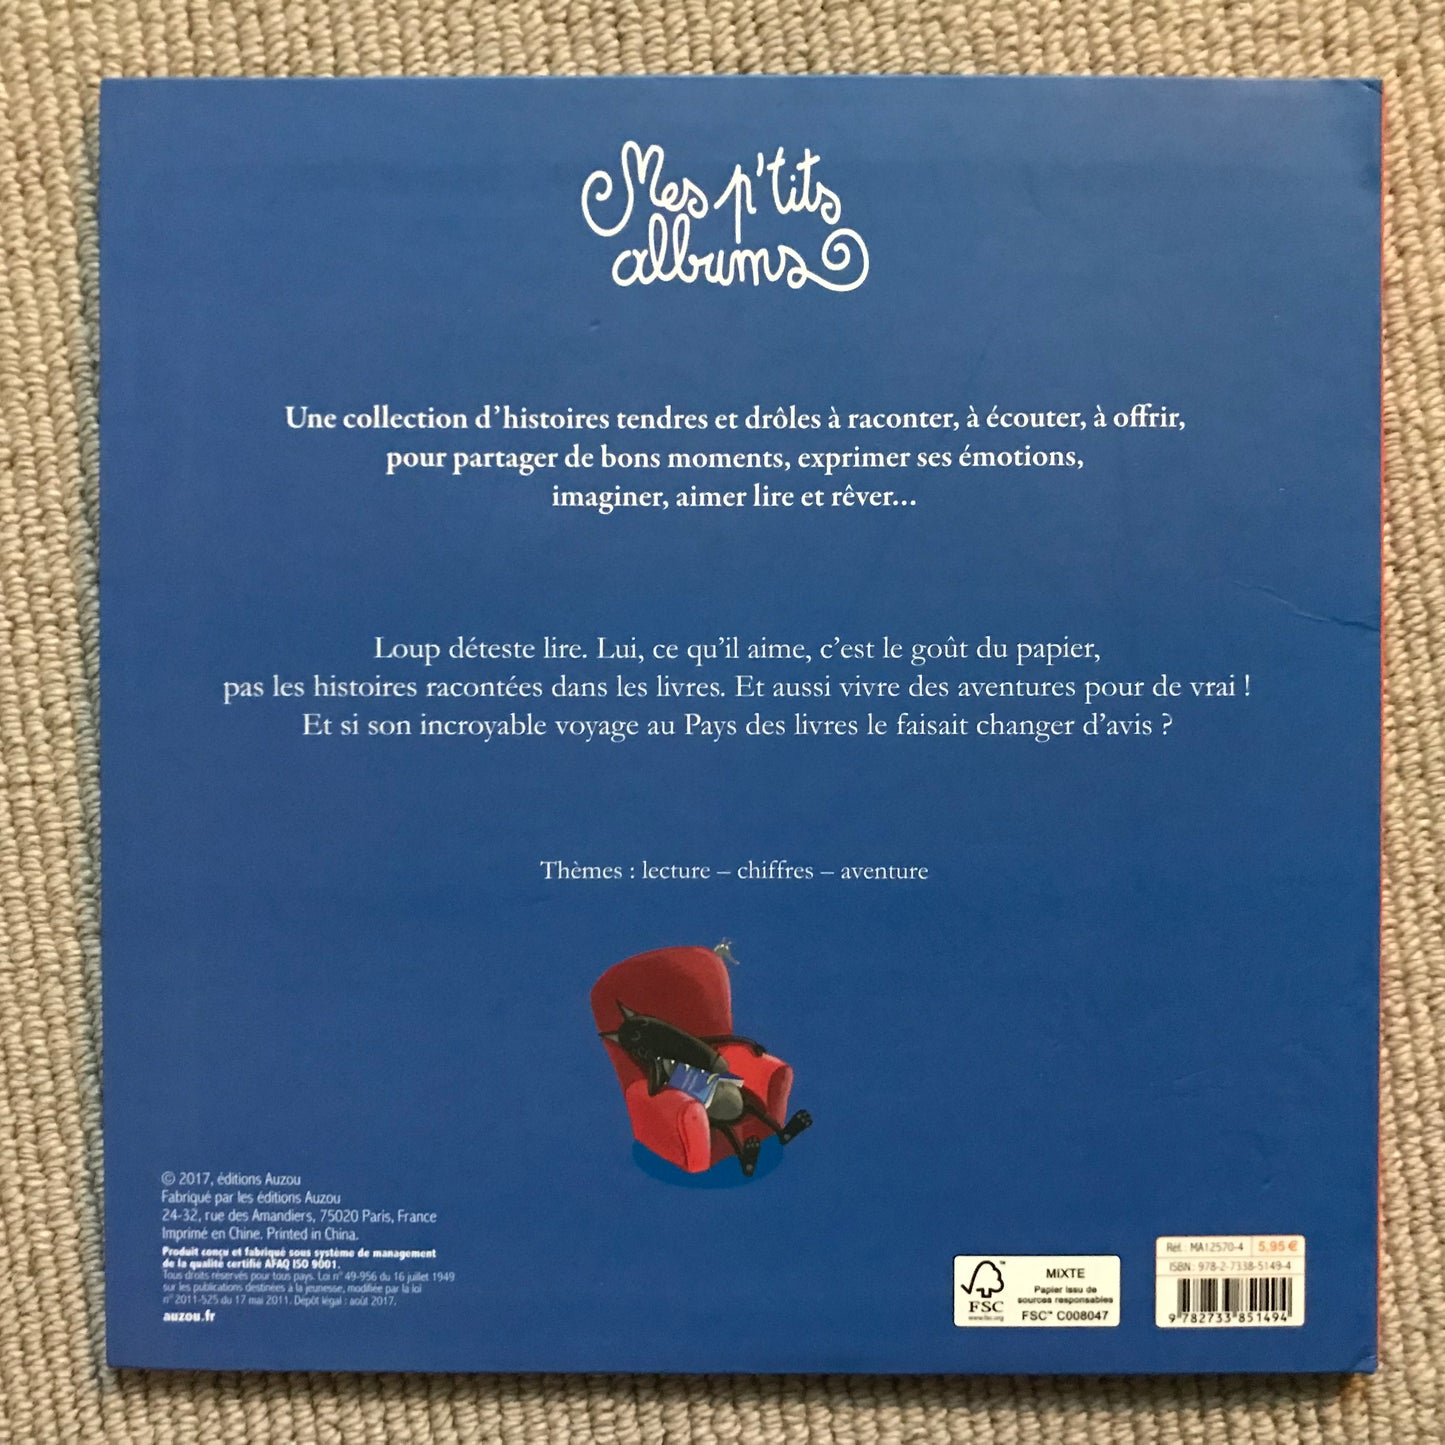 Mes p'tits
albums
Une collection d'histoires tendres et drôles à raconter, à écouter, à offrir,
pour partager de bons moments, exprimer ses émotions,
imaginer, aimer lire et rêver...
Loup déteste lire. Lui, ce qu'il aime, c'est le goût du papier,
pas les histoires racontées dans les livres. Et aussi vivre des aventures pour de vrai !
Et si son incroyable voyage au Pays des livres le faisait changer d'avis ?
Thèmes : lecture – chiffres – aventure
© 2017, éditions Auzou
Fabriqué par les éditions Auzou
24-32, rue des Amandiers, 75020 Paris, France
Imprimé en Chine. Printed in China.
Produit conçu et fabriqué sous système de management
de la qualité certifié AFAQ ISO 9001.
Tous droits réservés pour tous pays. Loi n° 49-956 du 16 juillet 1949
sur les publications destinées à la jeunesse, modifiée par la loi
n° 2011-525 du 17 mai 2011. Dépôt légal : août 2017.
auzou.fr
FSC
www.fsc.org
MIXTE
Papier issu de
sources responsables
FSC™ C008047
Réf. : MA12570-4 5,95 €
ISBN : 978-2-7338-5149-4
9 782733 851494